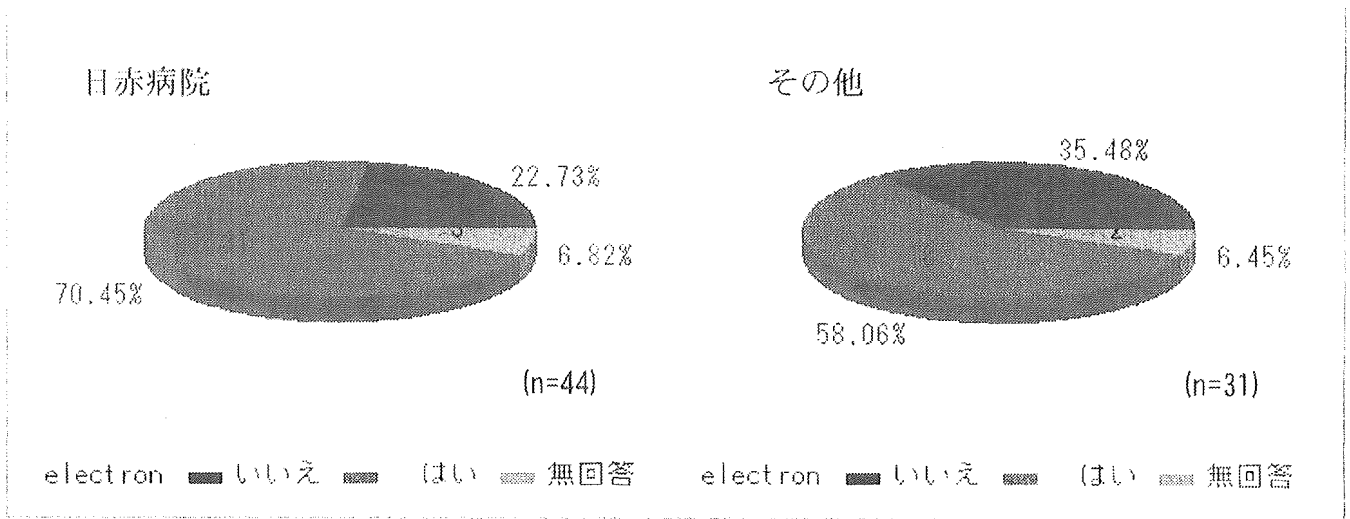 日赤病院
22.73%
6.82%
70.45%
(n=44)
electron いいえ はい 無回答
その他
35.48%
6.45%
58.06%
(n=31)
electron いいえ はい 無回答